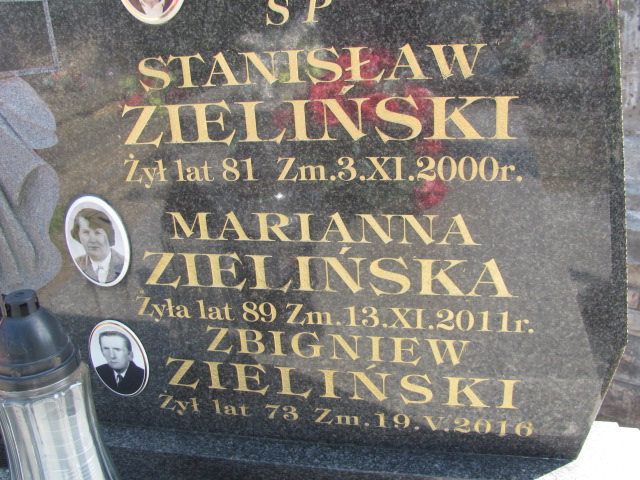 ŚP
STANISŁAW
ZIELIŃSKI
Żył lat 81 Zm.3.XI.2000r.
MARIANNA
ZIELIŃSKA
Żyła lat 89 Zm.13.XI.2011r.
ZBIGNIEW
ZIELIŃSKI
Żył lat 73 Zm.19.V.2016